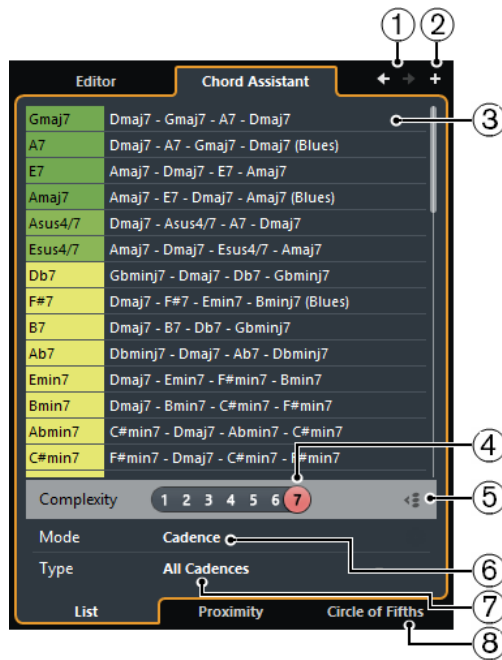 1 2
Editor Chord Assistant
Gmaj7 Dmaj7 - Gmaj7 - A7 - Dmaj7 3
A7 Dmaj7 - A7 - Gmaj7 - Dmaj7 (Blues)
E7 Amaj7 - Dmaj7 - E7 - Amaj7
Amaj7 Amaj7 - E7 - Dmaj7 - Amaj7 (Blues)
Asus4/7 Dmaj7 - Asus4/7 - A7 - Dmaj7
Esus4/7 Amaj7 - Dmaj7 - Esus4/7 - Amaj7
Db7 Gbminj7 - Dmaj7 - Db7 - Gbminj7
F#7 Dmaj7 - F#7 - Emin7 - Bminj7 (Blues)
B7 Dmaj7 - B7 - Db7 - Gbminj7
Ab7 Dbminj7 - Dmaj7 - Ab7 - Dbminj7
Emin7 Dmaj7 - Emin7 - F#min7 - Bmin7
Bmin7 Dmaj7 - Bmin7 - C#min7 - F#min7
Abmin7 C#min7 - Dmaj7 - Abmin7 - C#min7
C#min7 F#min7 - Dmaj7 - C#min7 - F#min7
4
Complexity 1 2 3 4 5 6 7 5
Mode Cadence 6
Type All Cadences 7
List Proximity Circle of Fifths
8